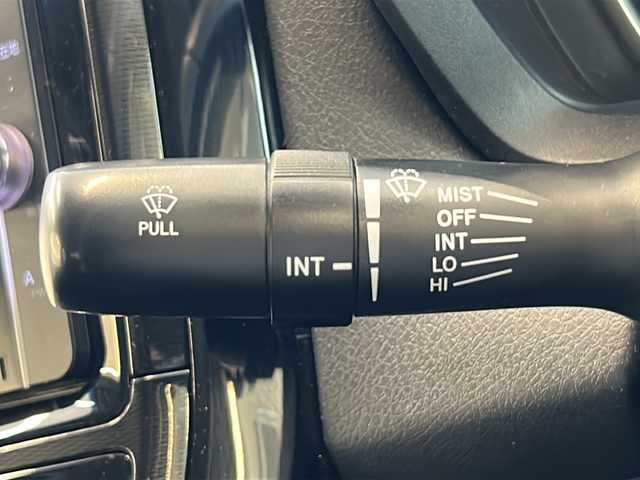 PULL
INT
MIST
OFF
INT
LO
HI
A